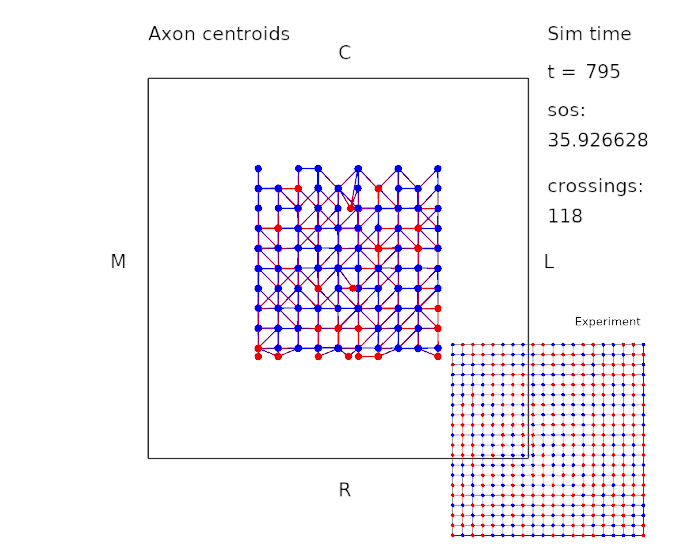 Axon centroids
C
Sim time
t = 795
sos:
35.926628
crossings:
118
M
L
Experiment
R